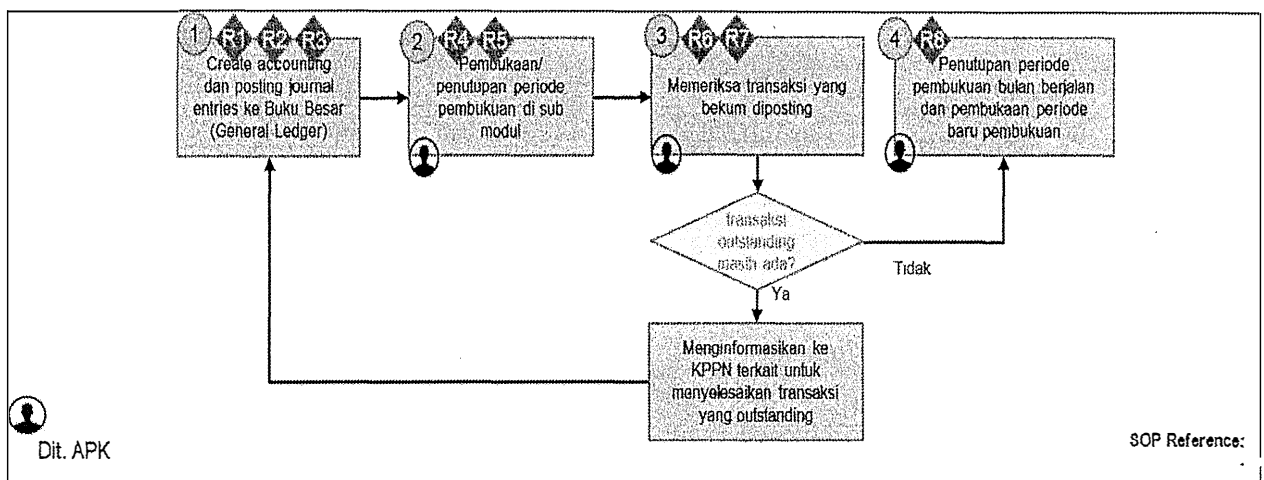 1 R1 R2 R3
Create accounting
dan posting journal
entries ke Buku Besar
(General Ledger)
2 R4 R5
Pembukaan/
penutupan periode
pembukuan di sub
modul
3 R6 R7
Memeriksa transaksi yang
bekum diposting
4 R8
Penutupan periode
pembukuan bulan berjalan
dan pembukaan periode
baru pembukuan
transaksi
outstanding
masih ada?
Tidak
Ya
Menginformasikan ke
KPPN terkait untuk
menyelesaikan transaksi
yang outstanding
Dit. APK
SOP Reference: